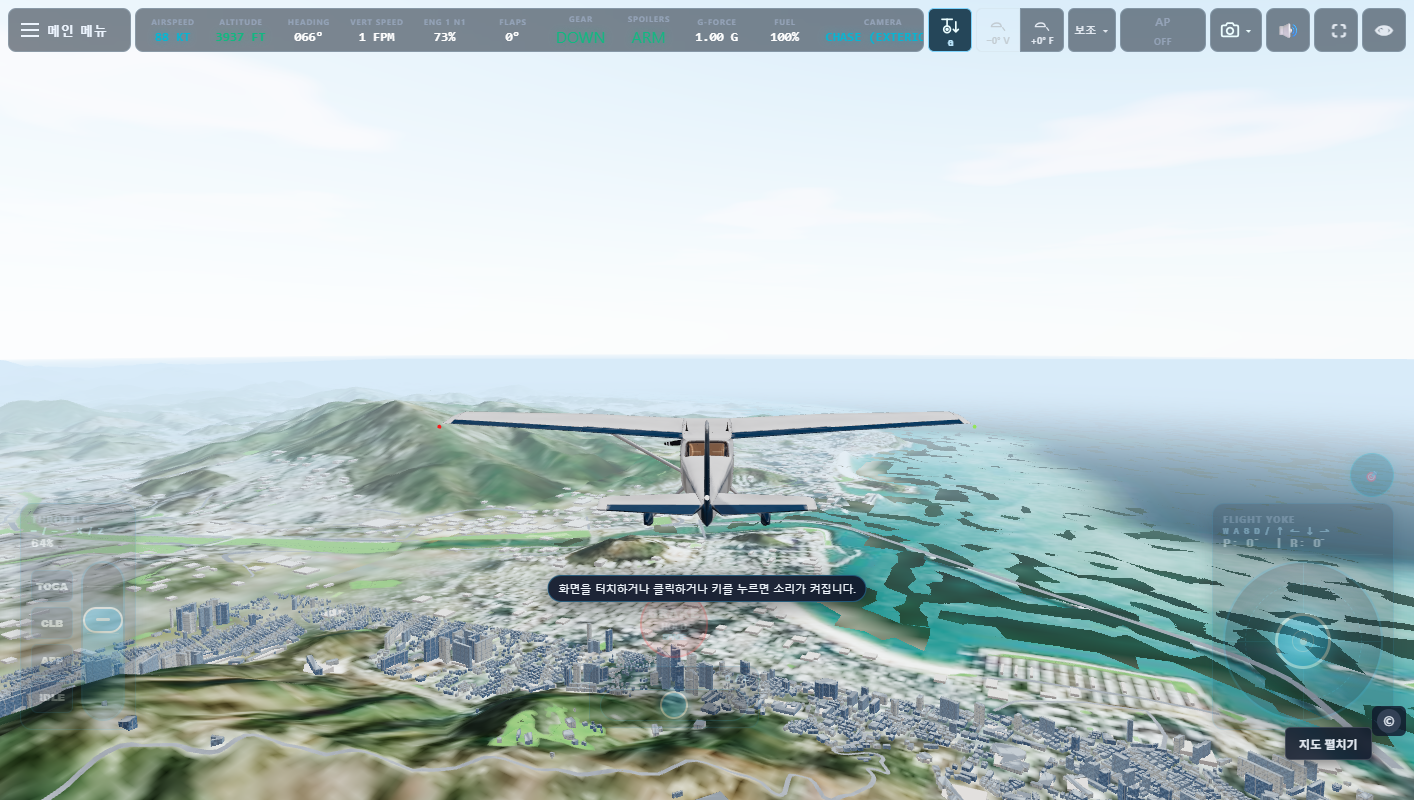 메인 메뉴
AIRSPEED
ALTITUDE
HEADING
066°
VERT SPEED
1 FPM
ENG 1 N1
73%
FLAPS
0°
GEAR
DOWN
SPOILERS
G-FORCE
1.00 G
FUEL
100%
CAMERA
G
-0° V
+0° F
보조
AP
OFF
64%
TOGA
CLB
IDLE
FLIGHT YOKE
화면을 터치하거나 클릭하거나 키를 누르면 소리가 켜집니다.
©
지도 펼치기